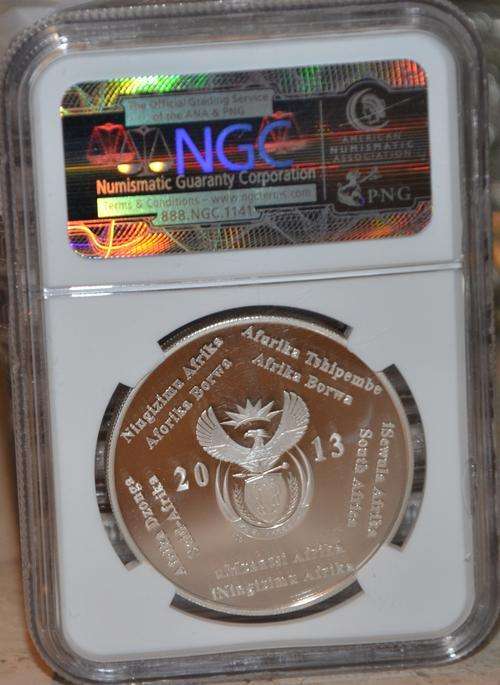 The Official Grading Service
of the ANA & PNG
NGC
Numismatic Guaranty Corporation
Terms & Conditions - www.ngcterms.com
888.NGC.1141
AMERICAN
NUMISMATIC
ASSOCIATION
PNG
Ningizimu Afrika
Aforika Borwa
Afurika Tshipembe
Afrika Borwa
iSewula Afrika
South Africa
Afrika Dzonga
Suid-Afrika
20 13
uMzantsi Afrika
iNingizimu Afrika